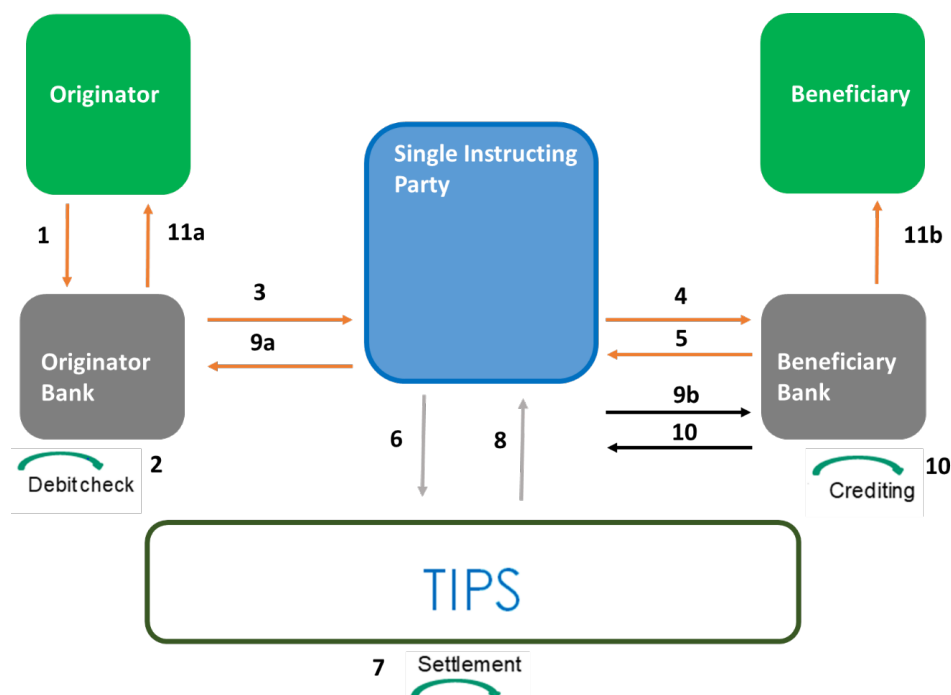 Originator
Beneficiary
Single Instructing
Party
1
11a
11b
3
4
9a
5
Originator
Bank
Beneficiary
Bank
9b
10
6
8
2
Debit check
10
Crediting
TIPS
7
Settlement